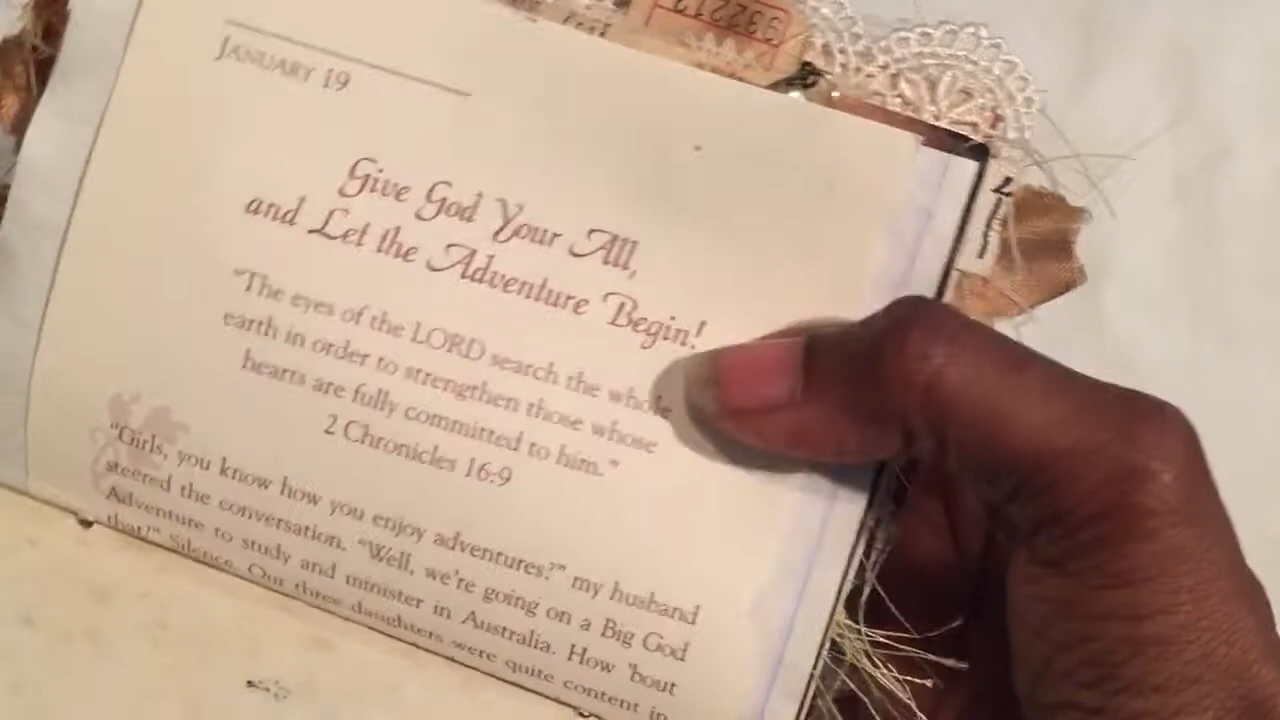 932213
JANUARY 19
Give God Your All,
and Let the Adventure Begin!
"The eyes of the LORD search the whole
earth in order to strengthen those whose
hearts are fully committed to him."
2 Chronicles 16:9
"Girls, you know how you enjoy adventures?" my husband
steered the conversation. "Well, we're going on a Big God
Adventure to study and minister in Australia. How 'bout
that?" Silence. Our three daughters were quite content in